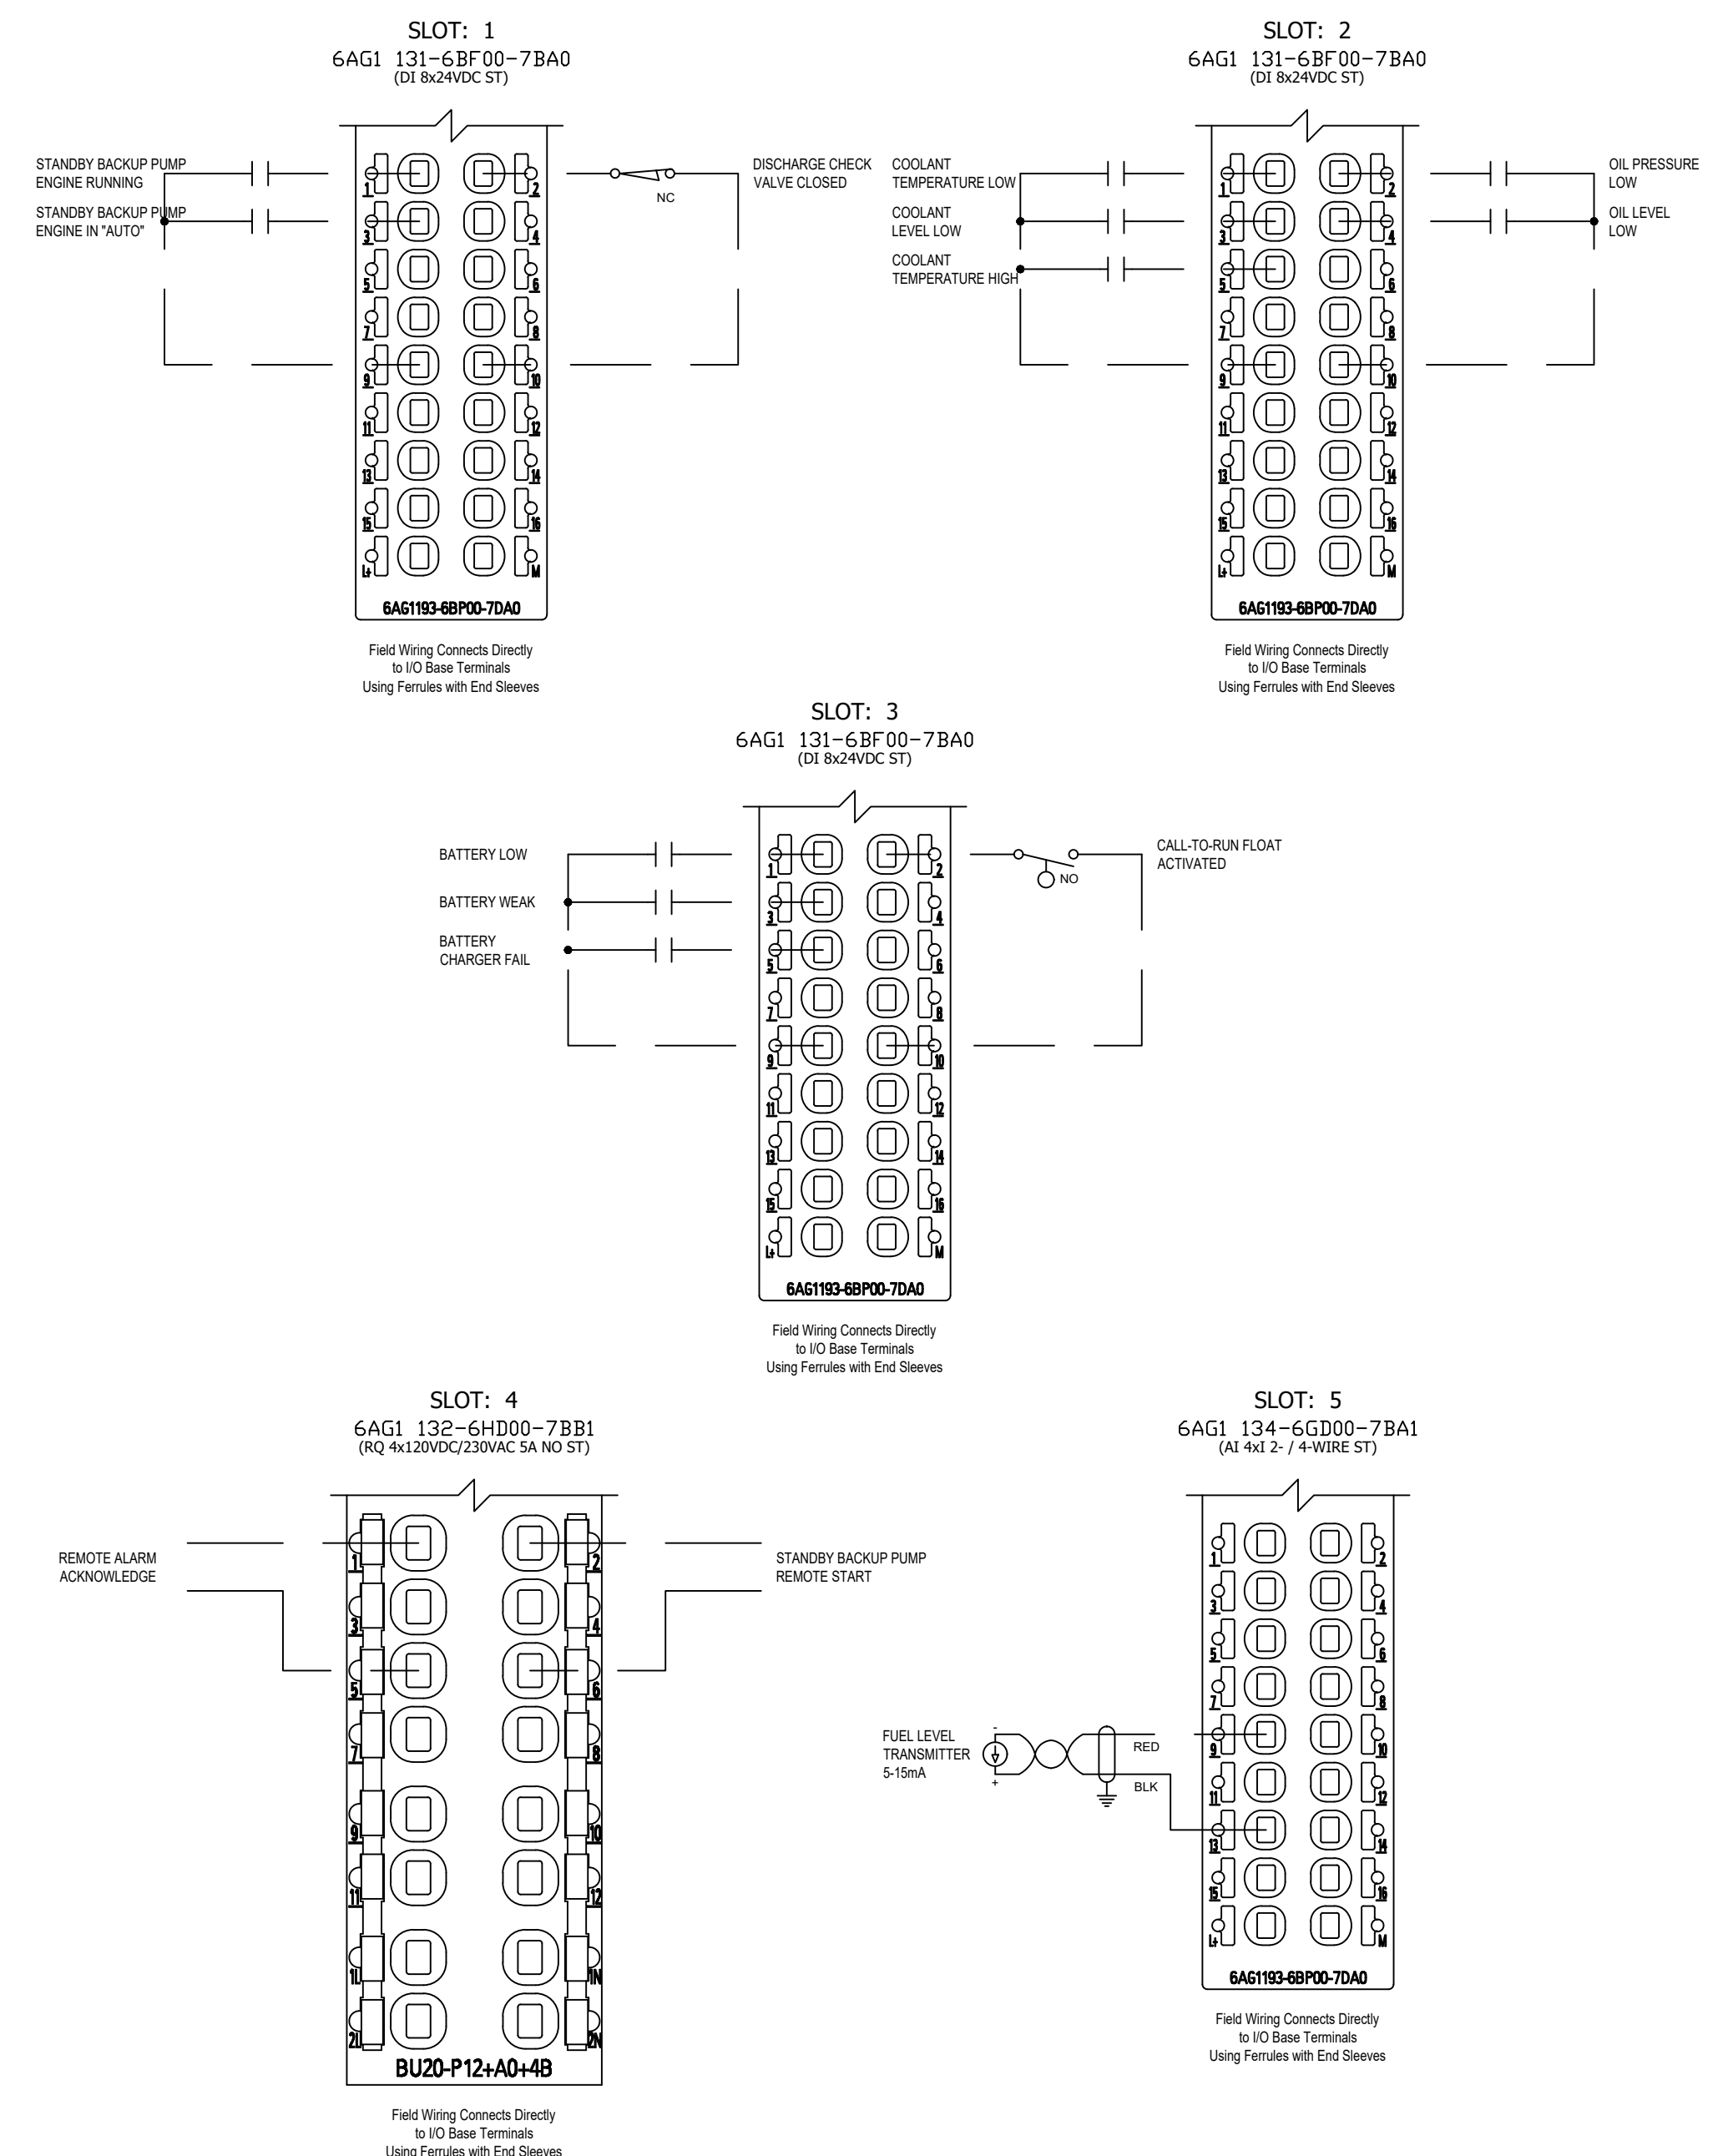 SLOT: 1
6AG1 131-6BF00-7BA0
(DI 8x24VDC ST)
STANDBY BACKUP PUMP
ENGINE RUNNING
STANDBY BACKUP PUMP
ENGINE IN "AUTO"
NC
DISCHARGE CHECK
VALVE CLOSED
1 2
3 4
5 6
7 8
9 10
11 12
13 14
15 16
L+ M
6AG1193-6BP00-7DA0
Field Wiring Connects Directly
to I/O Base Terminals
Using Ferrules with End Sleeves
SLOT: 2
6AG1 131-6BF00-7BA0
(DI 8x24VDC ST)
COOLANT
TEMPERATURE LOW
COOLANT
LEVEL LOW
COOLANT
TEMPERATURE HIGH
OIL PRESSURE
LOW
OIL LEVEL
LOW
1 2
3 4
5 6
7 8
9 10
11 12
13 14
15 16
L+ M
6AG1193-6BP00-7DA0
Field Wiring Connects Directly
to I/O Base Terminals
Using Ferrules with End Sleeves
SLOT: 3
6AG1 131-6BF00-7BA0
(DI 8x24VDC ST)
BATTERY LOW
BATTERY WEAK
BATTERY
CHARGER FAIL
NO
CALL-TO-RUN FLOAT
ACTIVATED
1 2
3 4
5 6
7 8
9 10
11 12
13 14
15 16
L+ M
6AG1193-6BP00-7DA0
Field Wiring Connects Directly
to I/O Base Terminals
Using Ferrules with End Sleeves
SLOT: 4
6AG1 132-6HD00-7BB1
(RQ 4x120VDC/230VAC 5A NO ST)
REMOTE ALARM
ACKNOWLEDGE
STANDBY BACKUP PUMP
REMOTE START
1 2
3 4
5 6
7 8
9 10
11 12
1L 1N
2L 2N
BU20-P12+A0+4B
Field Wiring Connects Directly
to I/O Base Terminals
Using Ferrules with End Sleeves
SLOT: 5
6AG1 134-6GD00-7BA1
(AI 4xI 2- / 4-WIRE ST)
FUEL LEVEL
TRANSMITTER
5-15mA
-
+
RED
BLK
1 2
3 4
5 6
7 8
9 10
11 12
13 14
15 16
L+ M
6AG1193-6BP00-7DA0
Field Wiring Connects Directly
to I/O Base Terminals
Using Ferrules with End Sleeves